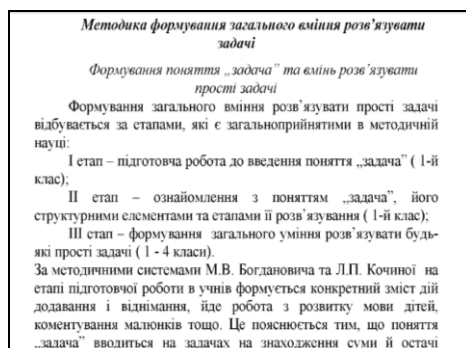 Методика формування загального вміння розв’язувати
задачі
Формування поняття „задача” та вмінь розв’язувати
прості задачі
Формування загального вміння розв’язувати прості задачі
відбувається за етапами, які є загальноприйнятими в методичній
науці:
І етап – підготовча робота до введення поняття „задача” ( 1-й
клас);
ІІ етап – ознайомлення з поняттям „задача”, його
структурними елементами та етапами її розв’язування ( 1-й клас);
ІІІ етап – формування загального уміння розв’язувати будь-
які прості задачі ( 1 - 4 класи).
За методичними системами М.В. Богдановича та Л.П. Кочиної на
етапі підготовчої роботи в учнів формується конкретний зміст дій
додавання і віднімання, йде робота з розвитку мови дітей,
коментування малюнків тощо. Це пояснюється тим, що поняття
„задача” вводиться на задачах на знаходження суми й остачі